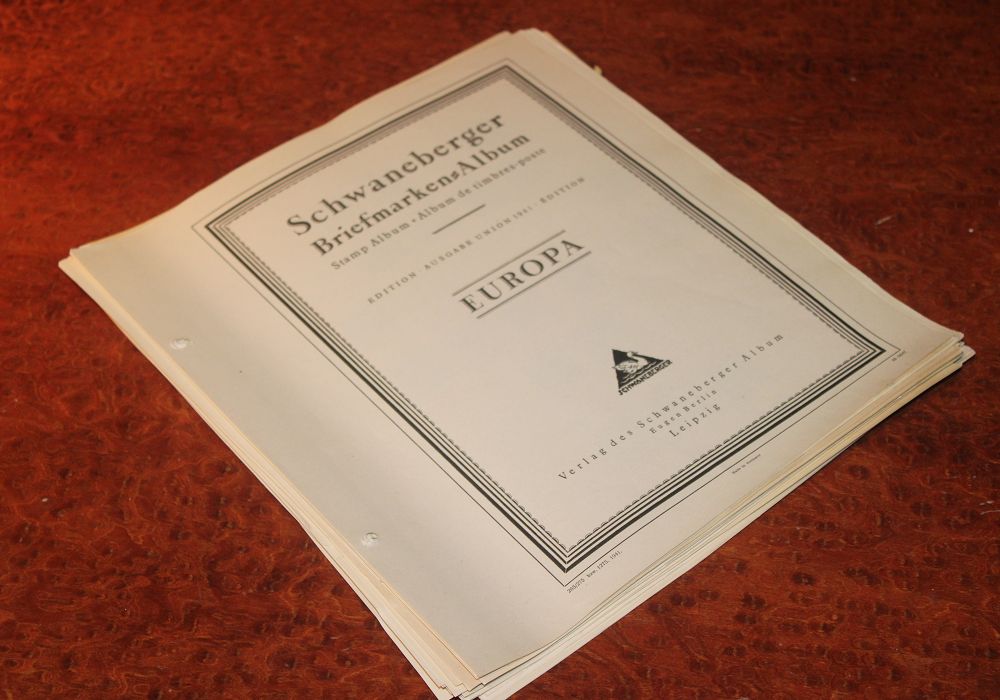 Schwaneberger
Briefmarken=Album
Stamp Album · Album de timbres-poste
EDITION · AUSGABE UNION 1941 · EDITION
EUROPA
SCHWANEBERGER
Verlag des Schwaneberger Album
Eugen Berlin
Leipzig